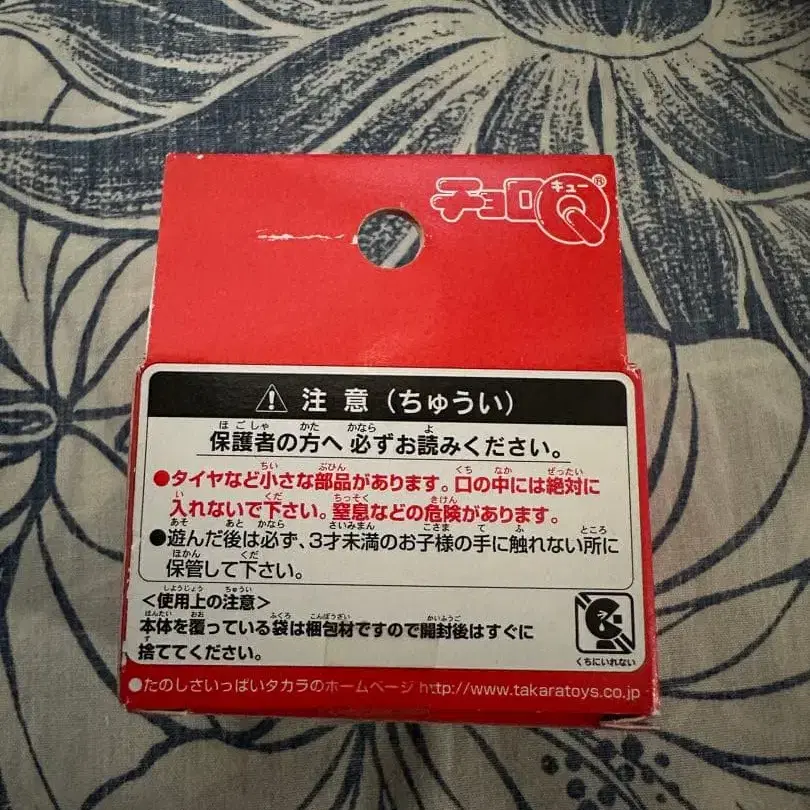 チョロQ キュー®
⚠ 注意（ちゅうい）
保護者の方へ 必ずお読みください。
●タイヤなど小さな部品があります。口の中には絶対に
入れないで下さい。窒息などの危険があります。
●遊んだ後は必ず、3才未満のお子様の手に触れない所に
保管して下さい。
＜使用上の注意＞
本体を覆っている袋は梱包材ですので開封後はすぐに
捨ててください。
くちにいれない
●たのしさいっぱいタカラのホームページ http://www.takaratoys.co.jp